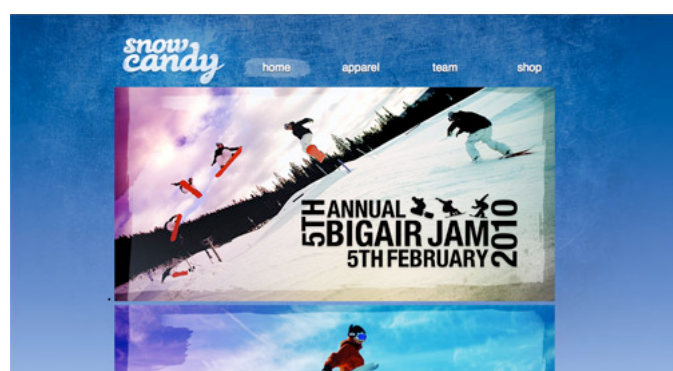 snow
candy
home apparel team shop
5TH
ANNUAL
BIGAIR JAM
5TH FEBRUARY
2010